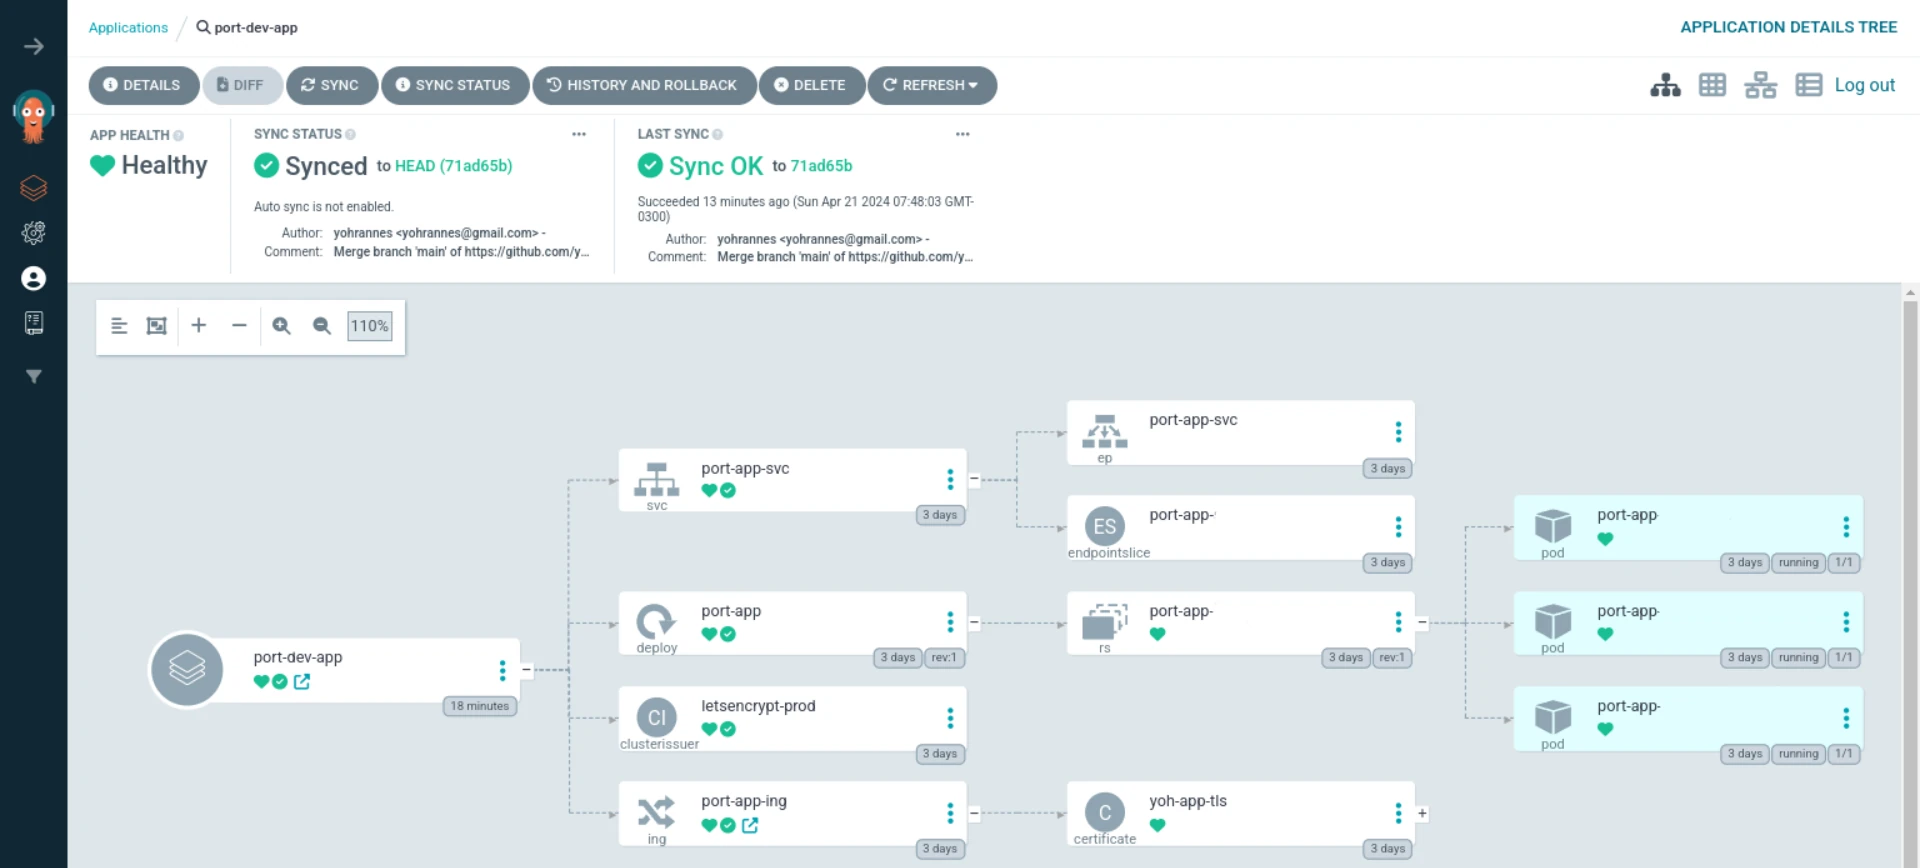 Applications / port-dev-app
APPLICATION DETAILS TREE
DETAILS DIFF SYNC SYNC STATUS HISTORY AND ROLLBACK DELETE REFRESH Log out
APP HEALTH
Healthy
SYNC STATUS
Synced to HEAD (71ad65b)
Auto sync is not enabled.
Author: yohrannes <yohrannes@gmail.com> -
Comment: Merge branch 'main' of https://github.com/y...
LAST SYNC
Sync OK to 71ad65b
Succeeded 13 minutes ago (Sun Apr 21 2024 07:48:03 GMT-
0300)
Author: yohrannes <yohrannes@gmail.com> -
Comment: Merge branch 'main' of https://github.com/y...
110%
port-dev-app
18 minutes
port-app-svc
svc
3 days
port-app
deploy
3 days rev:1
letsencrypt-prod
CI
clusterissuer
3 days
port-app-ing
ing
3 days
port-app-svc
ep
3 days
port-app-
ES
endpointslice
3 days
port-app-
rs
3 days rev:1
yoh-app-tls
C
certificate
3 days
port-app-
pod
3 days running 1/1
port-app-
pod
3 days running 1/1
port-app-
pod
3 days running 1/1